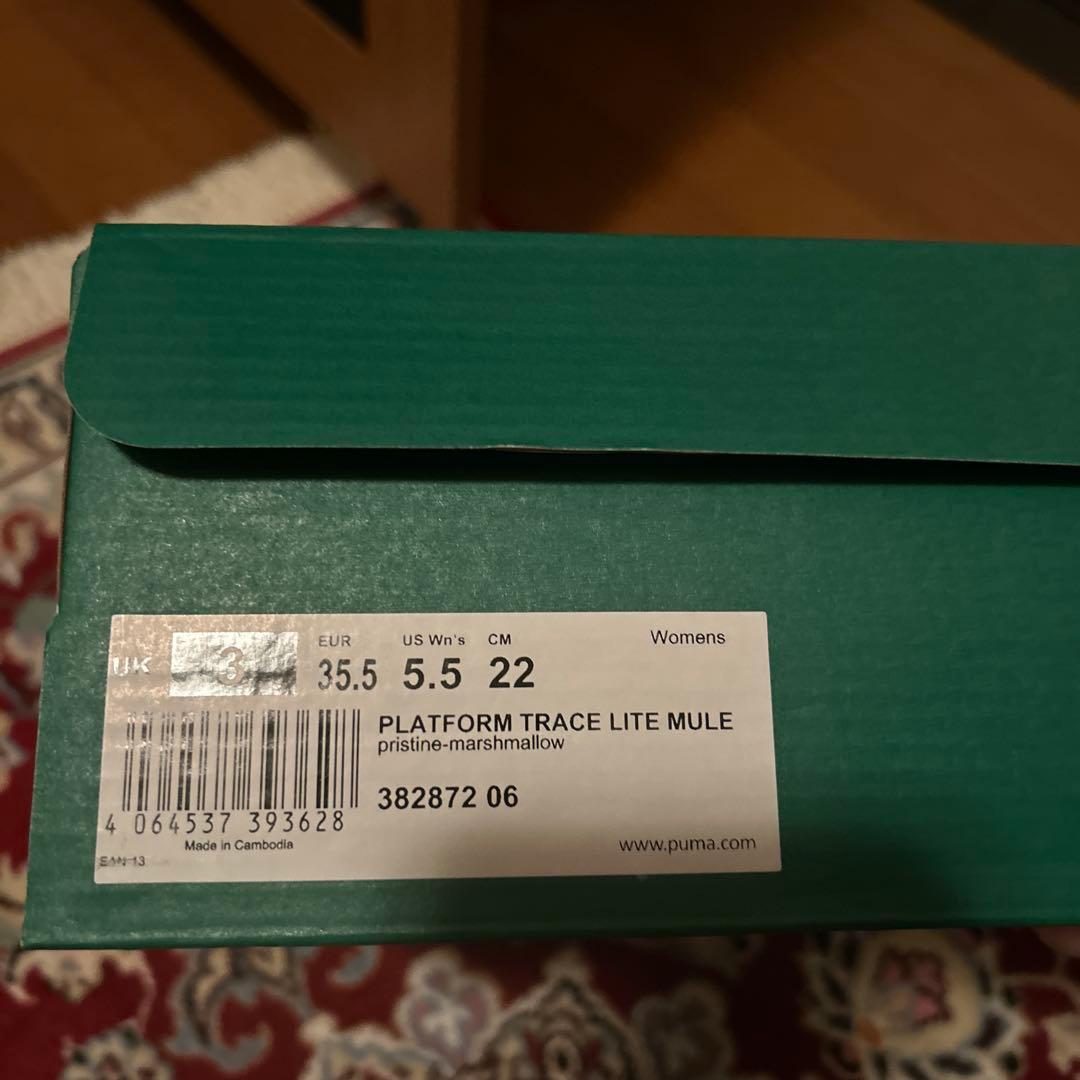 UK 3 EUR 35.5 US Wn's 5.5 CM 22 Womens
PLATFORM TRACE LITE MULE
pristine-marshmallow
382872 06
4 064537 393628
Made in Cambodia
EAN-13
www.puma.com